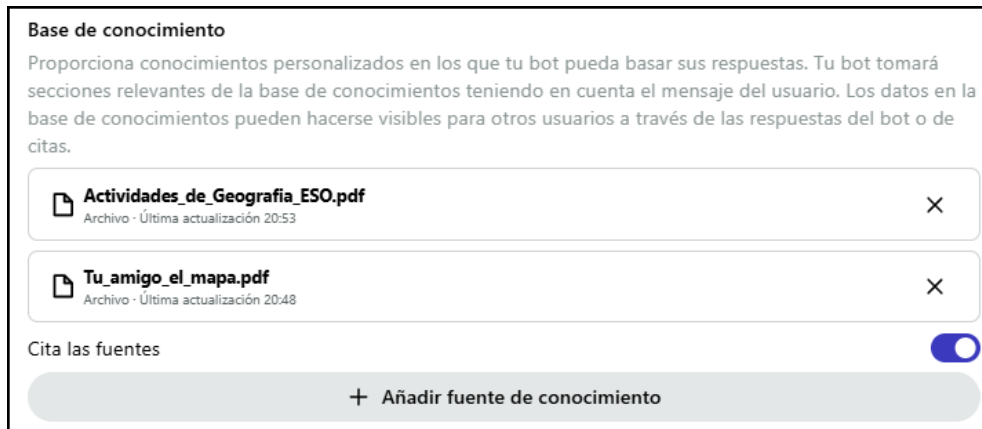 Base de conocimiento
Proporciona conocimientos personalizados en los que tu bot pueda basar sus respuestas. Tu bot tomará
secciones relevantes de la base de conocimientos teniendo en cuenta el mensaje del usuario. Los datos en la
base de conocimientos pueden hacerse visibles para otros usuarios a través de las respuestas del bot o de
citas.
Actividades_de_Geografia_ESO.pdf
Archivo · Última actualización 20:53
Tu_amigo_el_mapa.pdf
Archivo · Última actualización 20:48
Cita las fuentes
+ Añadir fuente de conocimiento